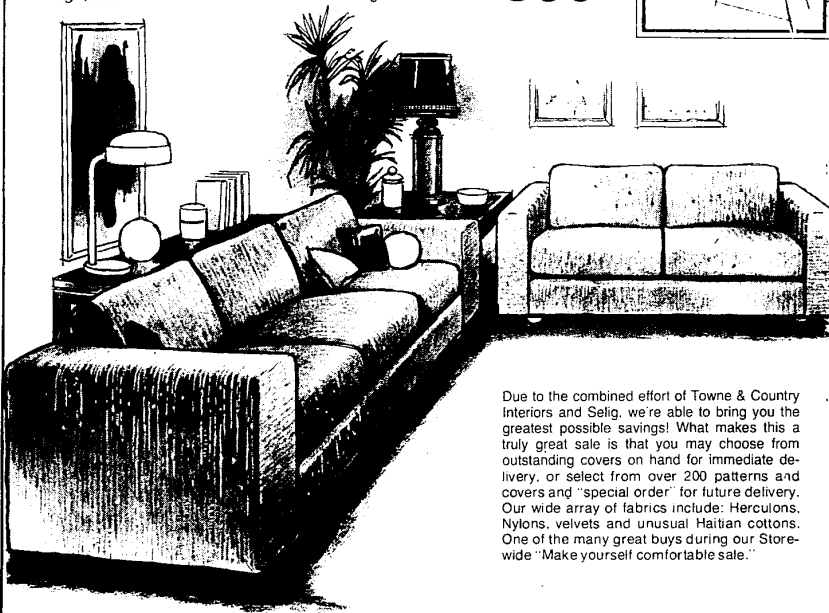 Due to the combined effort of Towne & Country
Interiors and Selig, we're able to bring you the
greatest possible savings! What makes this a
truly great sale is that you may choose from
outstanding covers on hand for immediate de-
livery, or select from over 200 patterns and
covers and "special order" for future delivery.
Our wide array of fabrics include: Herculons,
Nylons, velvets and unusual Haitian cottons.
One of the many great buys during our Store-
wide "Make yourself comfortable sale."